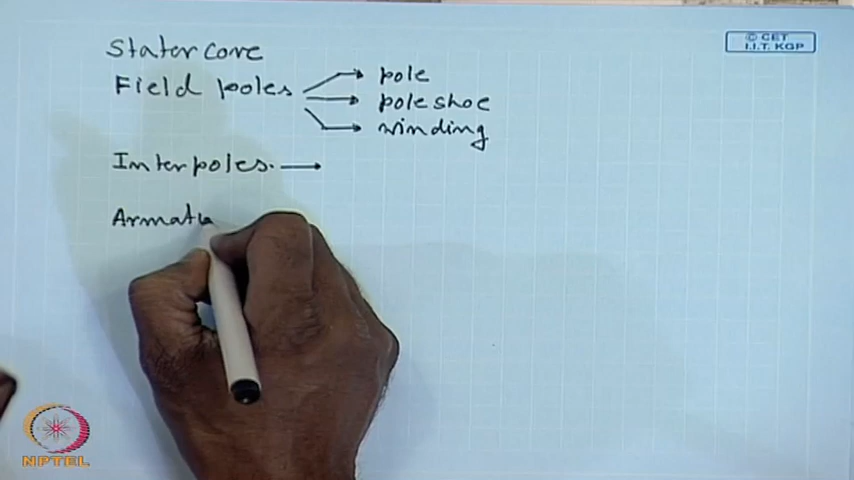 Stator core
Field poles → pole
→ pole shoe
→ winding
Interpoles. →
Armatu
© CET
I.I.T. KGP
NPTEL